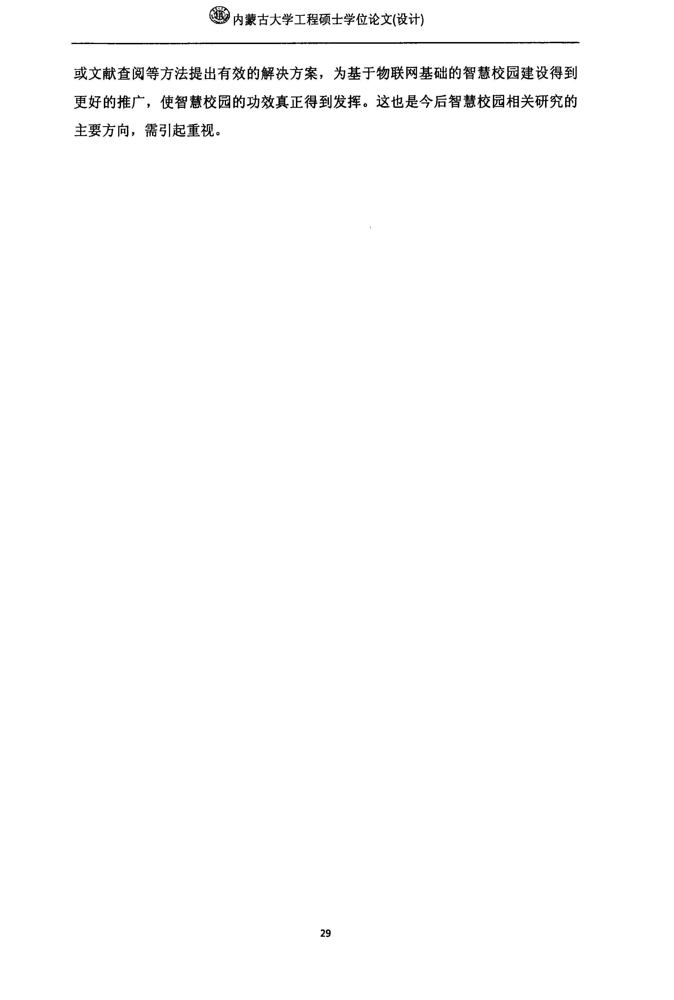 内蒙古大学工程硕士学位论文(设计)
或文献查阅等方法提出有效的解决方案，为基于物联网基础的智慧校园建设得到
更好的推广，使智慧校园的功效真正得到发挥。这也是今后智慧校园相关研究的
主要方向，需引起重视。
29